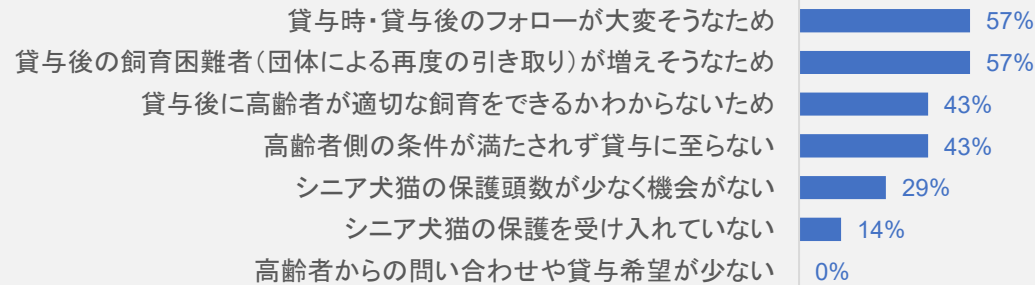 貸与時・貸与後のフォローが大変そうなため 57%
貸与後の飼育困難者（団体による再度の引き取り）が増えそうなため 57%
貸与後に高齢者が適切な飼育をできるかわからないため 43%
高齢者側の条件が満たされず貸与に至らない 43%
シニア犬猫の保護頭数が少なく機会がない 29%
シニア犬猫の保護を受け入れていない 14%
高齢者からの問い合わせや貸与希望が少ない 0%